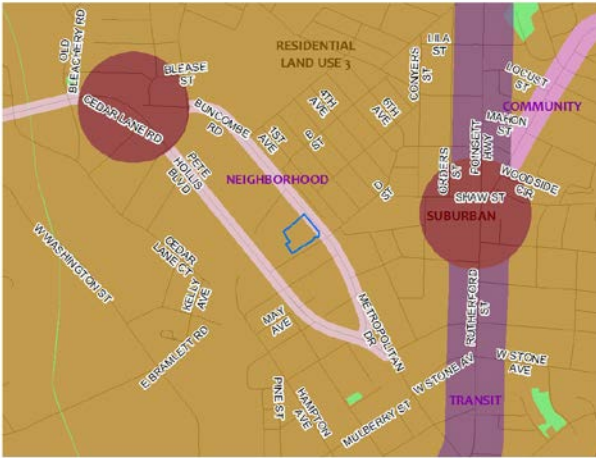 OLD
BLEACHERY RD
BLEASE
ST
CEDAR LANE RD
BUNCOMBE
RD
PETE
HOLLIS
BLVD
RESIDENTIAL
LAND USE 3
4TH
AVE
6TH
AVE
1ST
AVE
B ST
CONYERS
ST
LILA
ST
LOCUST
ST
COMMUNITY
MAHON
ST
POINSETT
HWY
ORDERS
ST
WOODSIDE
CIR
SHAW ST
SUBURBAN
NEIGHBORHOOD
D ST
W WASHINGTON ST
CEDAR
LANE CT
KELLY
AVE
E BRAMLETT RD
MAY
AVE
METROPOLITAN
DR
RUTHERFORD
ST
W STONE AV
W STONE
AVE
TRANSIT
PINE ST
HAMPTON
AVE
MULBERRY ST